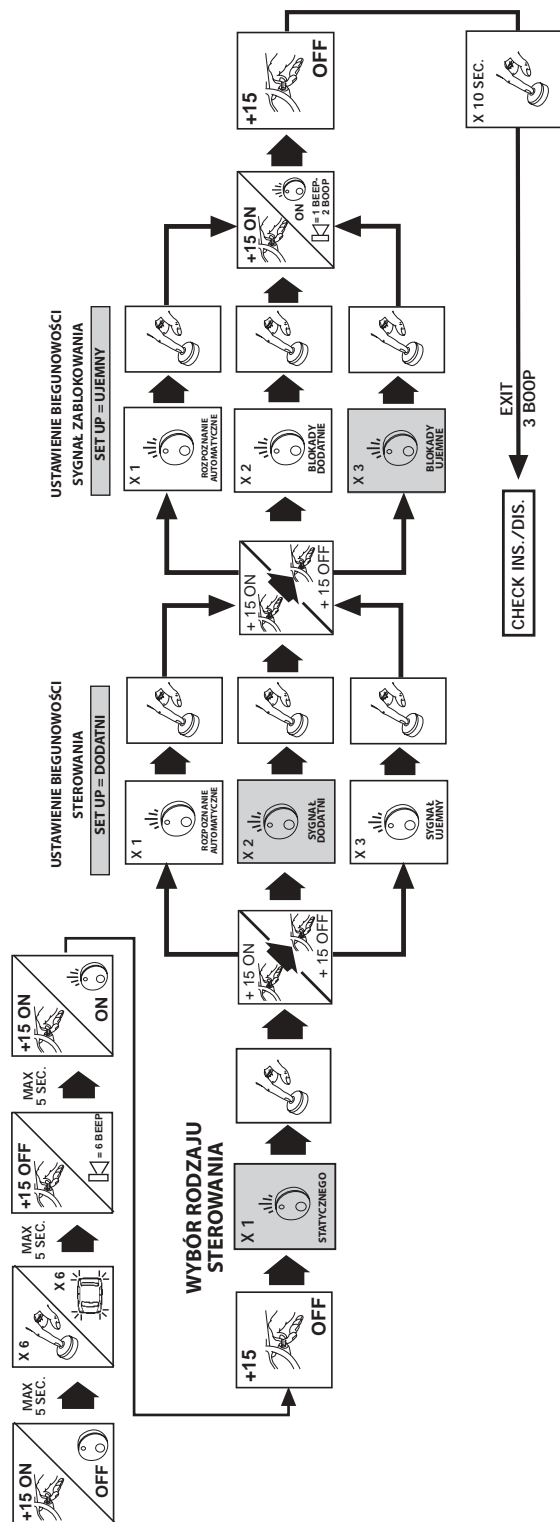 +15 ON
OFF
MAX
5 SEC.
X 6
X 6
MAX
5 SEC.
+15 OFF
= 6 BEEP
MAX
5 SEC.
+15 ON
ON
+15
OFF
WYBÓR RODZAJU
STEROWANIA
X 1
STATYCZNEGO
+ 15 ON
+ 15 OFF
USTAWIENIE BIEGUNOWOŚCI
STEROWANIA
SET UP = DODATNI
X 1
ROZPOZNANIE
AUTOMATYCZNE
X 2
SYGNAŁ
DODATNI
X 3
SYGNAŁ
UJEMNY
+ 15 ON
+ 15 OFF
USTAWIENIE BIEGUNOWOŚCI
SYGNAŁ ZABLOKOWANIA
SET UP = UJEMNY
X 1
ROZPOZNANIE
AUTOMATYCZNE
X 2
BLOKADY
DODATNIE
X 3
BLOKADY
UJEMNE
+15 ON
ON
= 1 BEEP-
2 BOOP
+15
OFF
X 10 SEC.
EXIT
3 BOOP
CHECK INS./DIS.